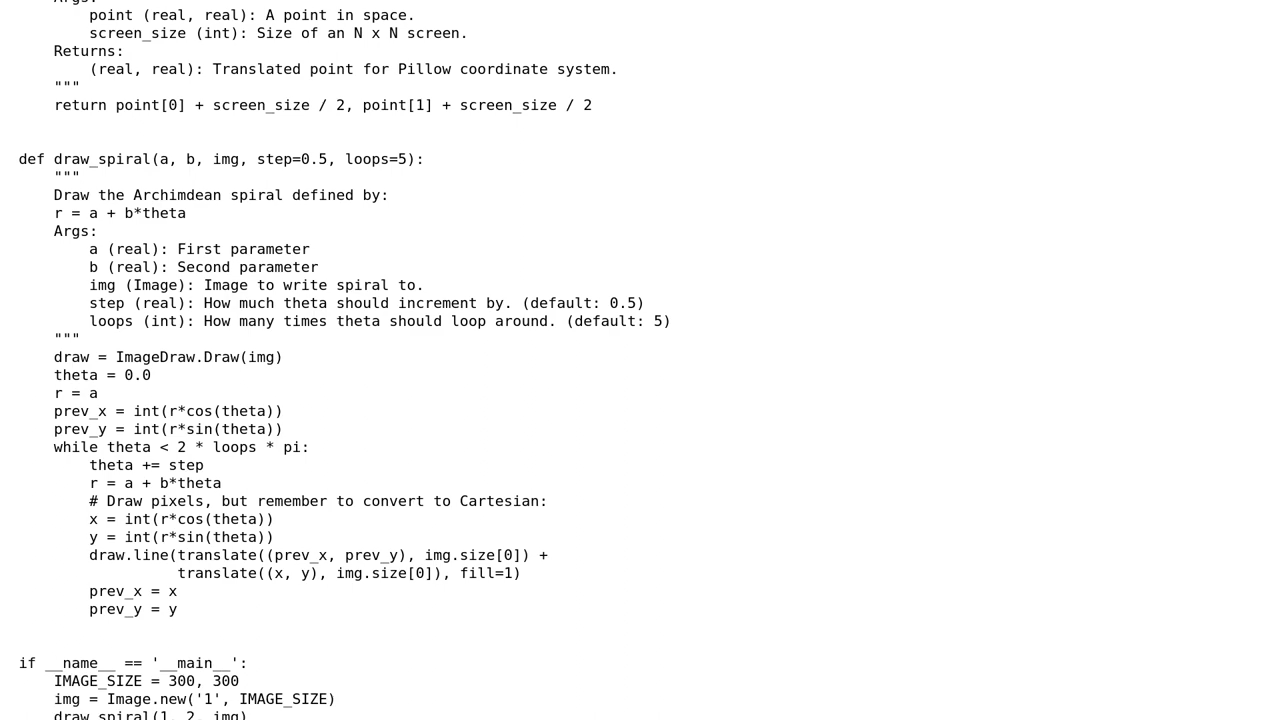 Args:
point (real, real): A point in space.
screen_size (int): Size of an N x N screen.
Returns:
(real, real): Translated point for Pillow coordinate system.
"""
return point[0] + screen_size / 2, point[1] + screen_size / 2
def draw_spiral(a, b, img, step=0.5, loops=5):
"""
Draw the Archimdean spiral defined by:
r = a + b*theta
Args:
a (real): First parameter
b (real): Second parameter
img (Image): Image to write spiral to.
step (real): How much theta should increment by. (default: 0.5)
loops (int): How many times theta should loop around. (default: 5)
"""
draw = ImageDraw.Draw(img)
theta = 0.0
r = a
prev_x = int(r*cos(theta))
prev_y = int(r*sin(theta))
while theta < 2 * loops * pi:
theta += step
r = a + b*theta
# Draw pixels, but remember to convert to Cartesian:
x = int(r*cos(theta))
y = int(r*sin(theta))
draw.line(translate((prev_x, prev_y), img.size[0]) +
translate((x, y), img.size[0]), fill=1)
prev_x = x
prev_y = y
if __name__ == '__main__':
IMAGE_SIZE = 300, 300
img = Image.new('1', IMAGE_SIZE)
draw_spiral(1, 2, img)